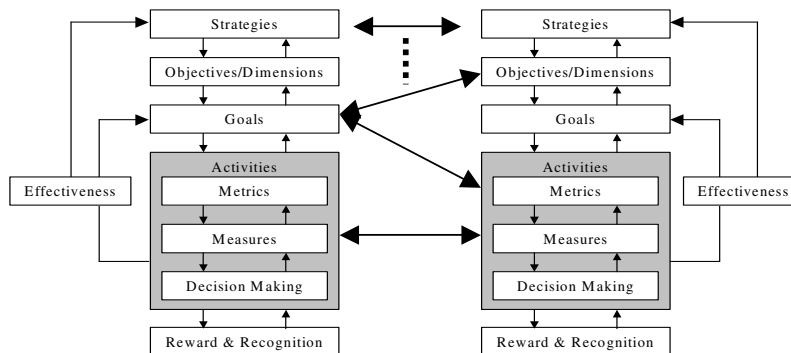 Strategies
Objectives/Dimensions
Goals
Activities
Metrics
Measures
Decision Making
Reward & Recognition
Effectiveness
Strategies
Objectives/Dimensions
Goals
Activities
Metrics
Measures
Decision Making
Reward & Recognition
Effectiveness